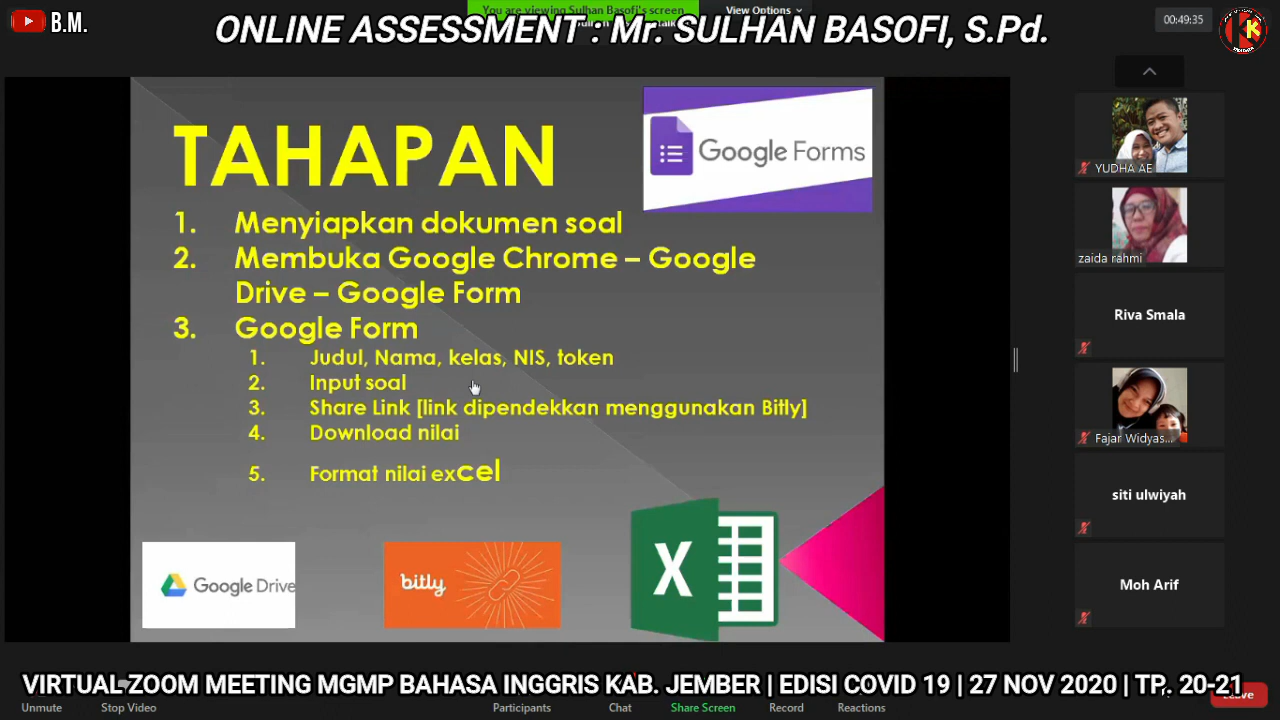 You are viewing Sulhan Basofi's screen
View Options
00:49:35
B.M.
ONLINE ASSESSMENT : Mr. SULHAN BASOFI, S.Pd.
K
TAHAPAN
Google Forms
1. Menyiapkan dokumen soal
2. Membuka Google Chrome – Google
Drive – Google Form
3. Google Form
1. Judul, Nama, kelas, NIS, token
2. Input soal
3. Share Link [link dipendekkan menggunakan Bitly]
4. Download nilai
5. Format nilai excel
Google Drive
bitly
X
YUDHA AE
zaida rahmi
Riva Smala
Fajar Widyas...
siti ulwiyah
Moh Arif
VIRTUAL ZOOM MEETING MGMP BAHASA INGGRIS KAB. JEMBER | EDISI COVID 19 | 27 NOV 2020 | TP. 20-21
Unmute
Stop Video
Participants
Chat
Share Screen
Record
Reactions
Leave